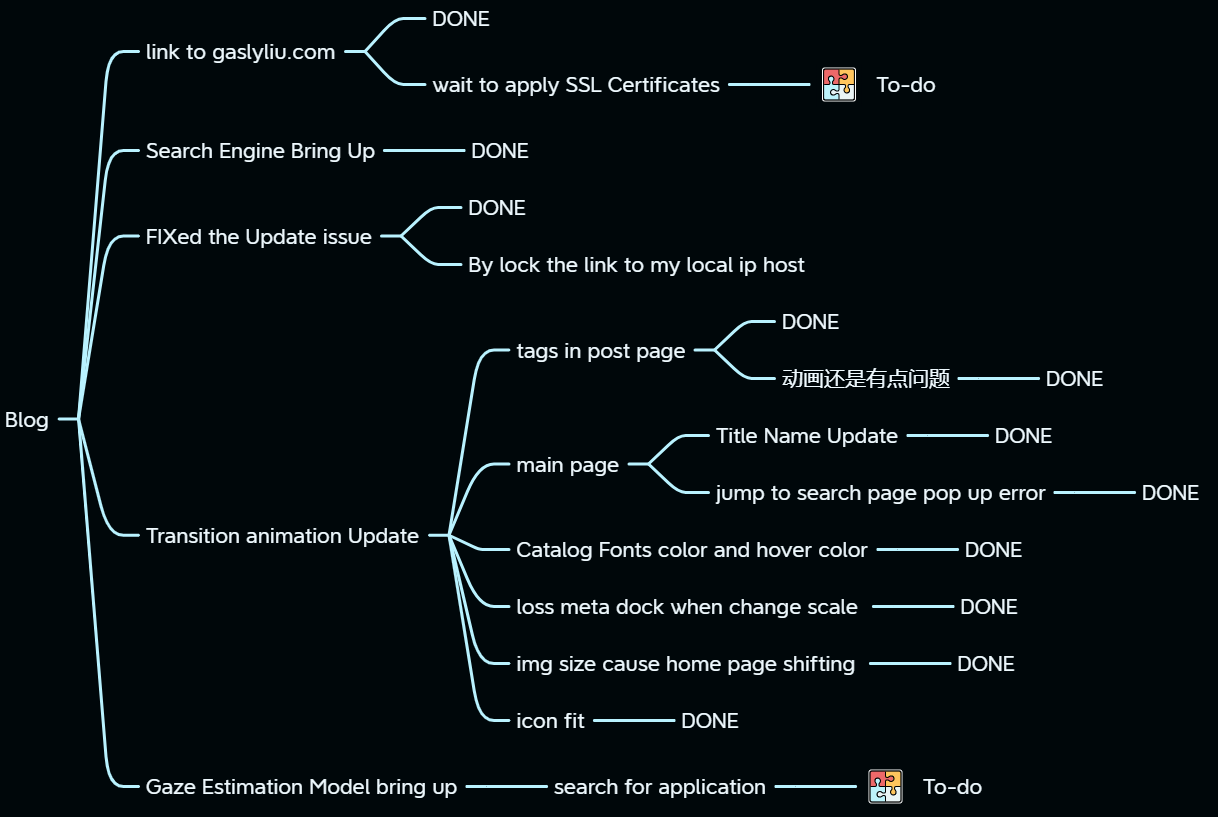 DONE
link to gaslyliu.com
wait to apply SSL Certificates To-do
Search Engine Bring Up DONE
DONE
FIXed the Update issue
By lock the link to my local ip host
DONE
tags in post page
动画还是有点问题 DONE
Blog
Title Name Update DONE
main page
jump to search page pop up error DONE
Transition animation Update
Catalog Fonts color and hover color DONE
loss meta dock when change scale DONE
img size cause home page shifting DONE
icon fit DONE
Gaze Estimation Model bring up search for application To-do